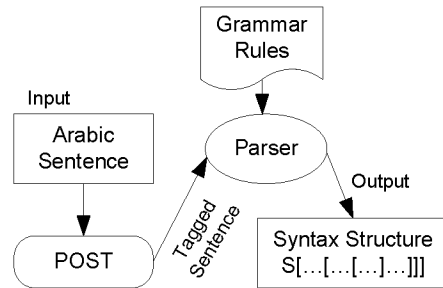 Grammar
Rules
Input
Arabic
Sentence
Parser
Tagged
Sentence
Output
POST
Syntax Structure
S[...[...[...]...]]]